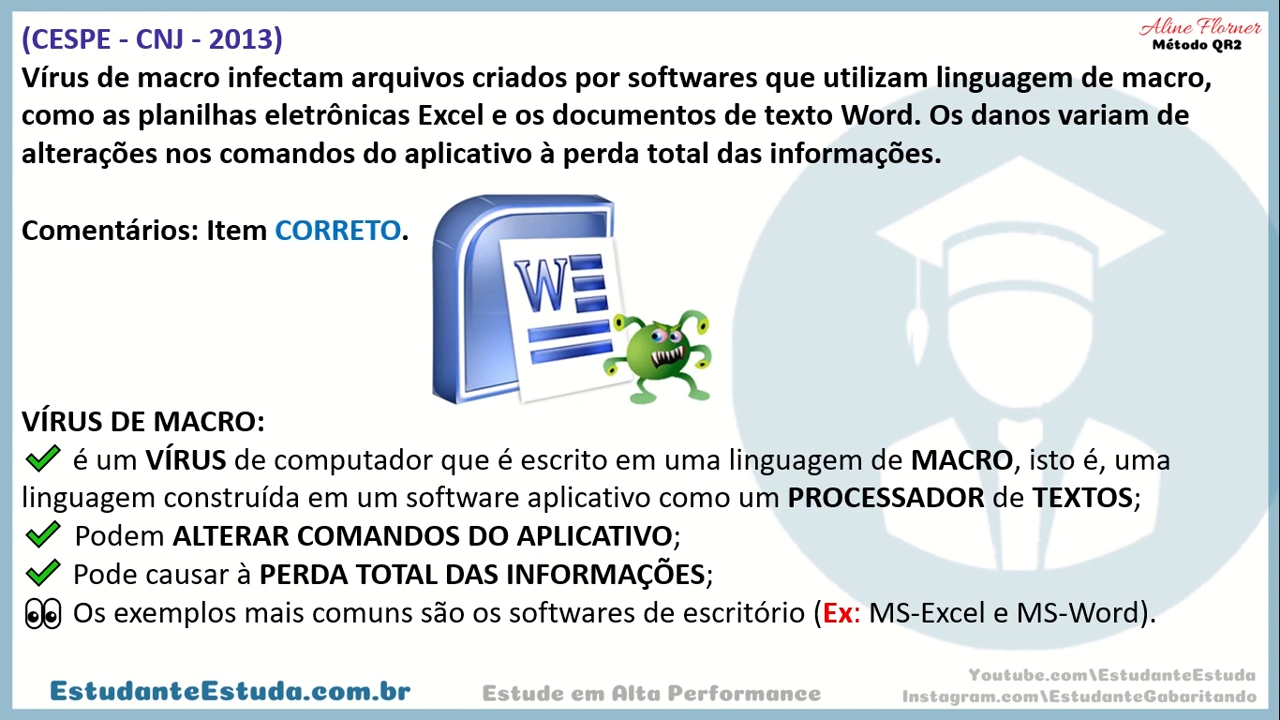 (CESPE - CNJ - 2013)
Aline Florner
Método QR2
Vírus de macro infectam arquivos criados por softwares que utilizam linguagem de macro,
como as planilhas eletrônicas Excel e os documentos de texto Word. Os danos variam de
alterações nos comandos do aplicativo à perda total das informações.
Comentários: Item CORRETO.
W
VÍRUS DE MACRO:
é um VÍRUS de computador que é escrito em uma linguagem de MACRO, isto é, uma
linguagem construída em um software aplicativo como um PROCESSADOR de TEXTOS;
Podem ALTERAR COMANDOS DO APLICATIVO;
Pode causar à PERDA TOTAL DAS INFORMAÇÕES;
Os exemplos mais comuns são os softwares de escritório (Ex: MS-Excel e MS-Word).
EstudanteEstuda.com.br
Estude em Alta Performance
Youtube.com\EstudanteEstuda
Instagram.com\EstudanteGabaritando